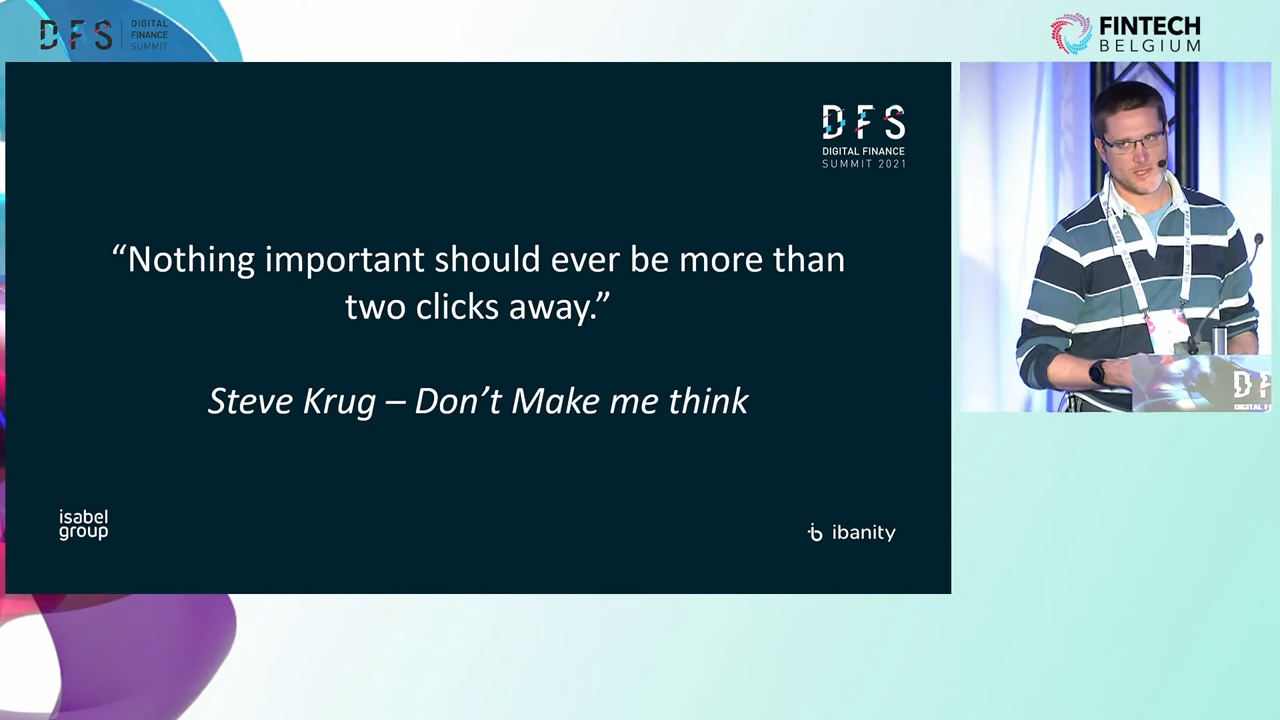 DFS DIGITAL FINANCE SUMMIT
FINTECH BELGIUM
DFS
DIGITAL FINANCE
SUMMIT 2021
“Nothing important should ever be more than
two clicks away.”
Steve Krug – Don’t Make me think
isabel
group
ibanity